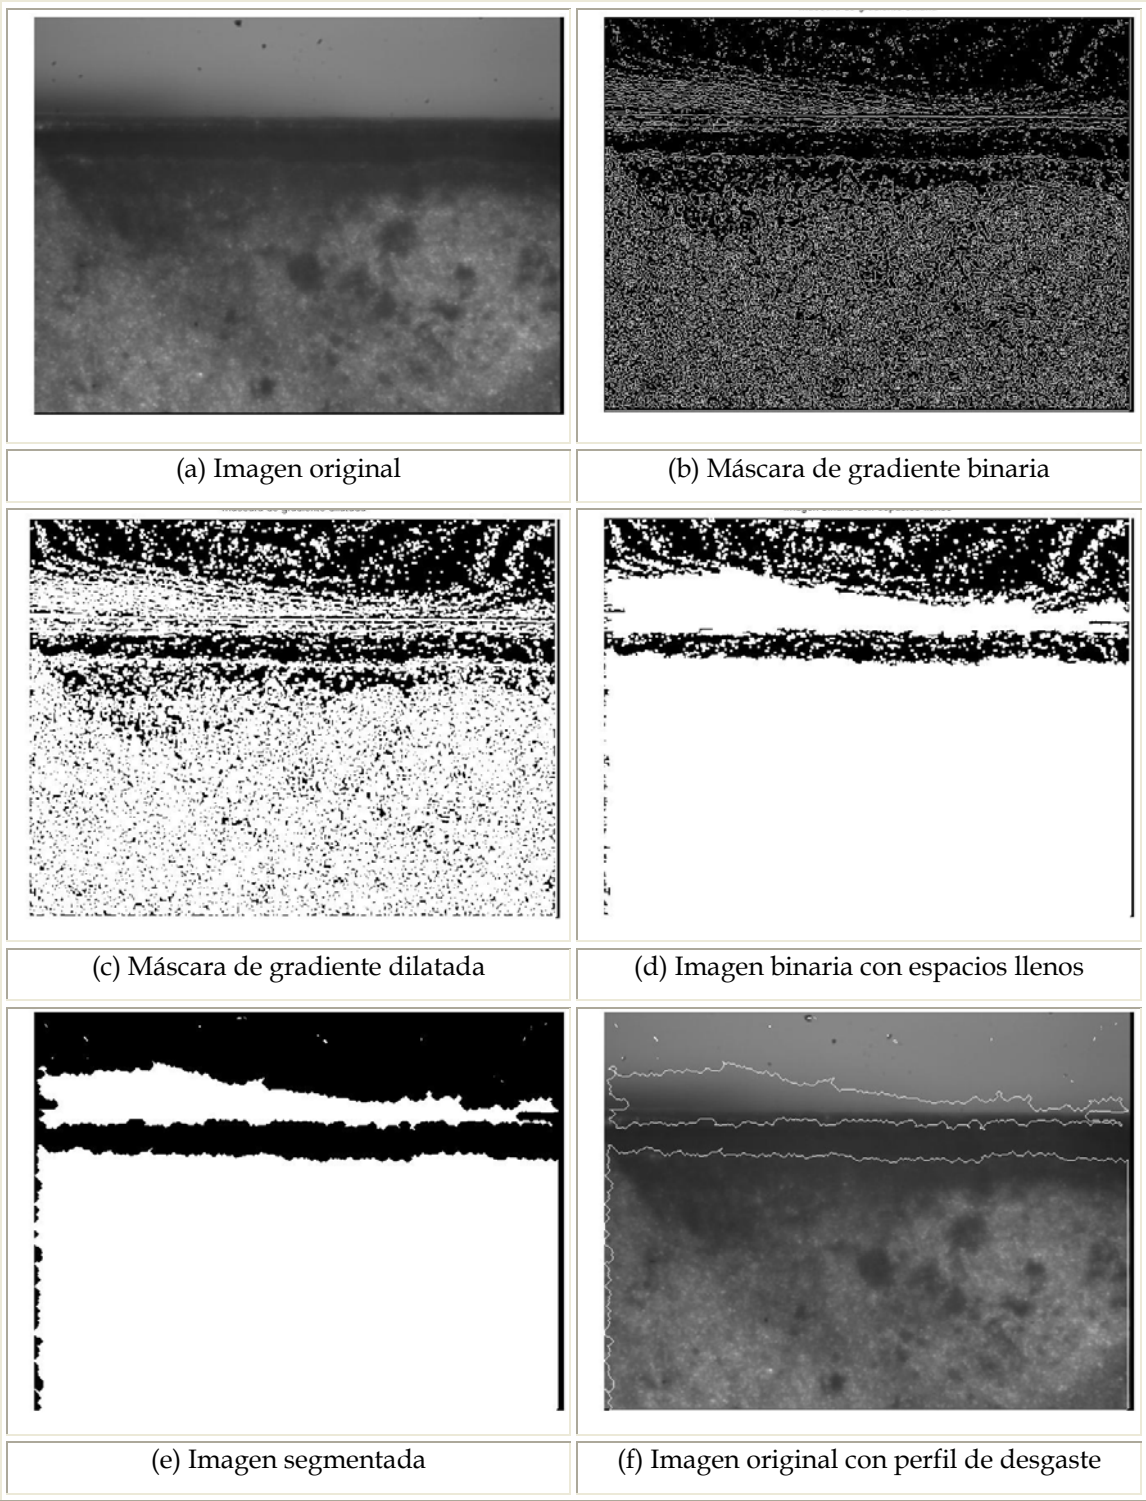 (a) Imagen original
(b) Máscara de gradiente binaria
(c) Máscara de gradiente dilatada
(d) Imagen binaria con espacios llenos
(e) Imagen segmentada
(f) Imagen original con perfil de desgaste